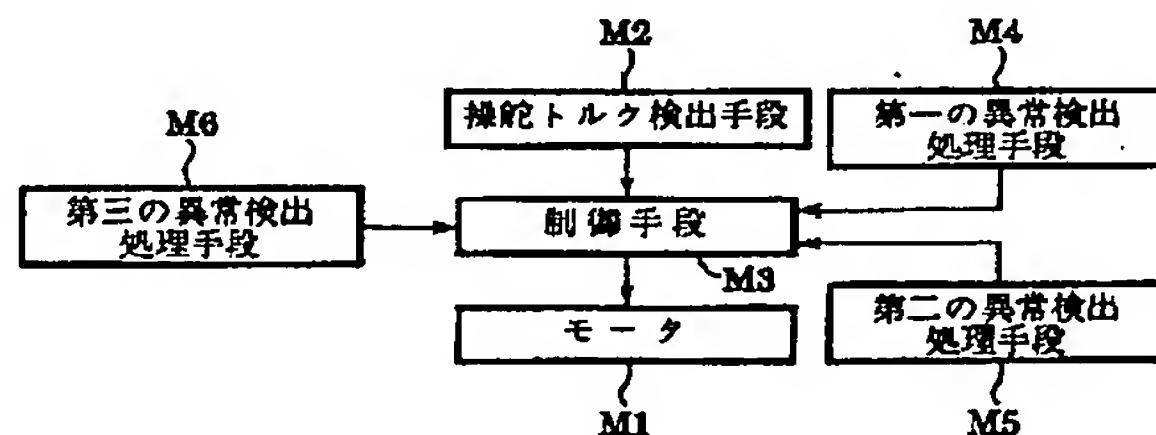 M2
M4
操舵トルク検出手段
第一の異常検出
処理手段
M6
第三の異常検出
処理手段
制御手段
M3
モータ
第二の異常検出
処理手段
M1
M5